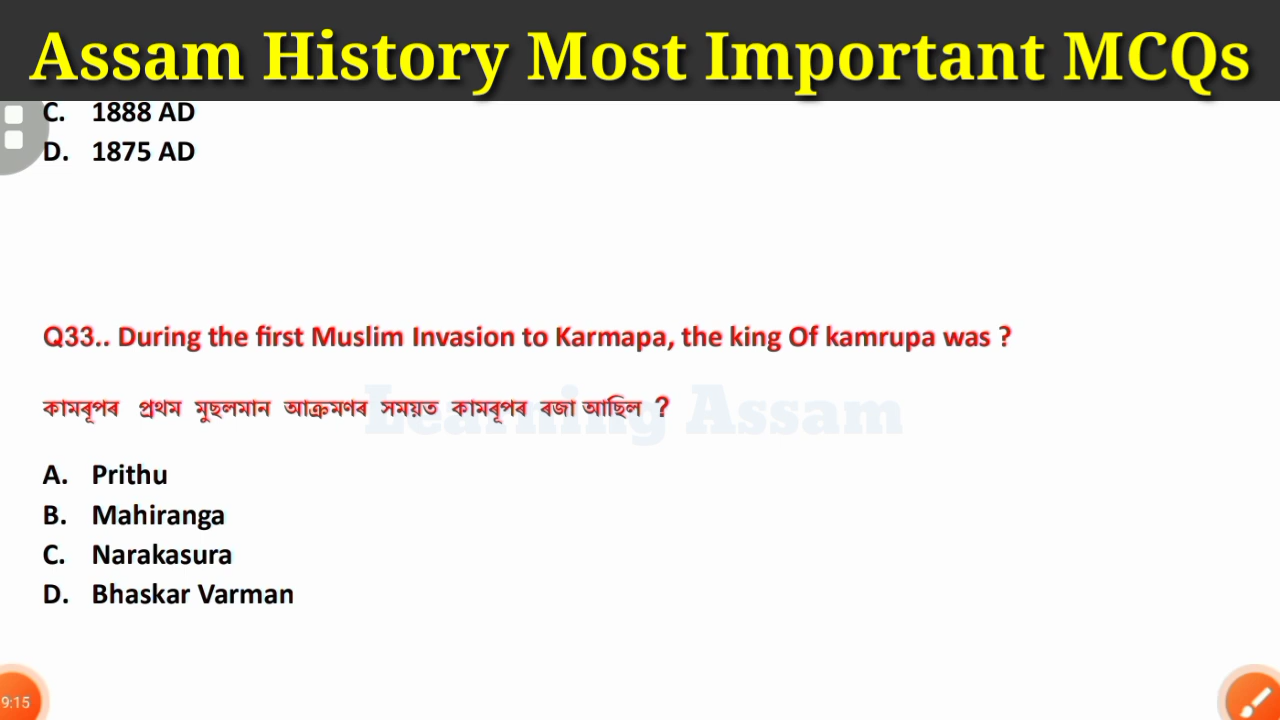 Assam History Most Important MCQs
C. 1888 AD
D. 1875 AD
Q33.. During the first Muslim Invasion to Karmapa, the king Of kamrupa was ?
কামৰূপৰ প্ৰথম মুছলমান আক্ৰমণৰ সময়ত কামৰূপৰ ৰজা আছিল ?
Learning Assam
A. Prithu
B. Mahiranga
C. Narakasura
D. Bhaskar Varman
9:15